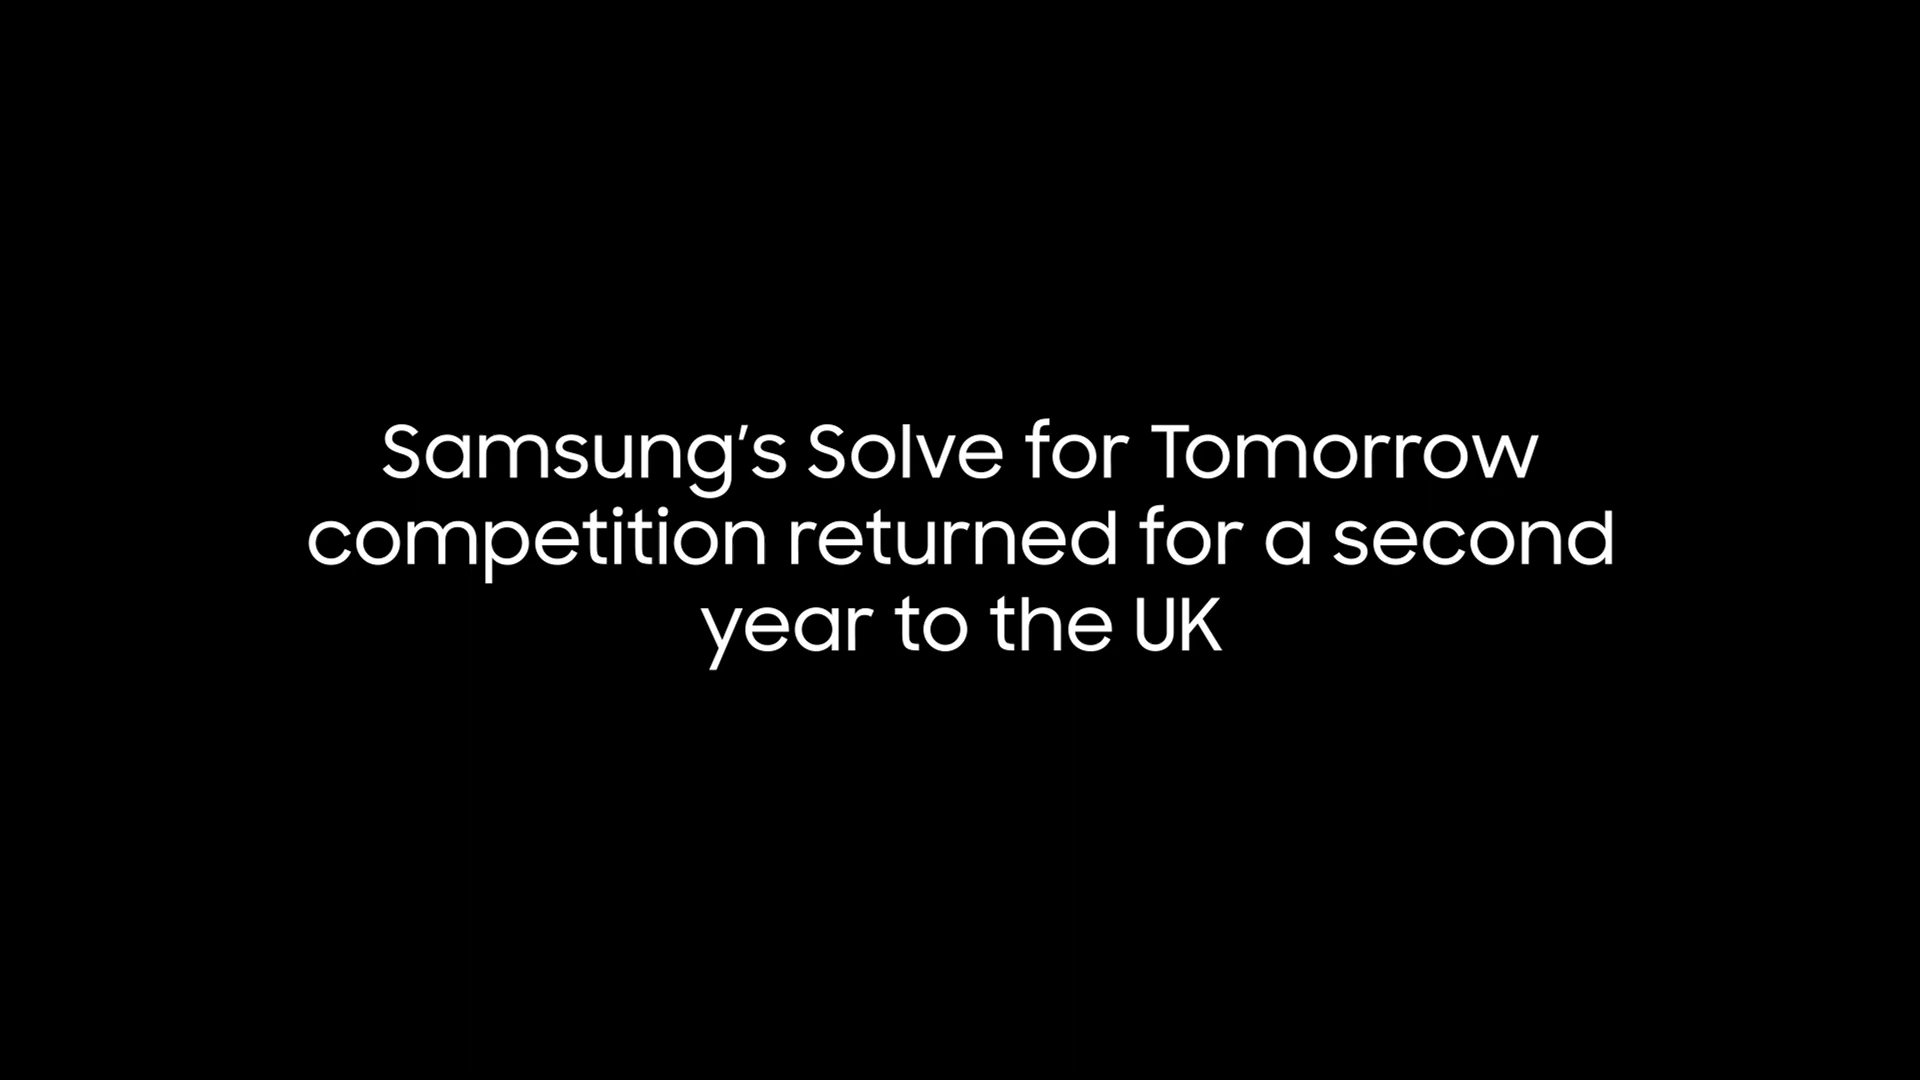 Samsung’s Solve for Tomorrow
competition returned for a second
year to the UK